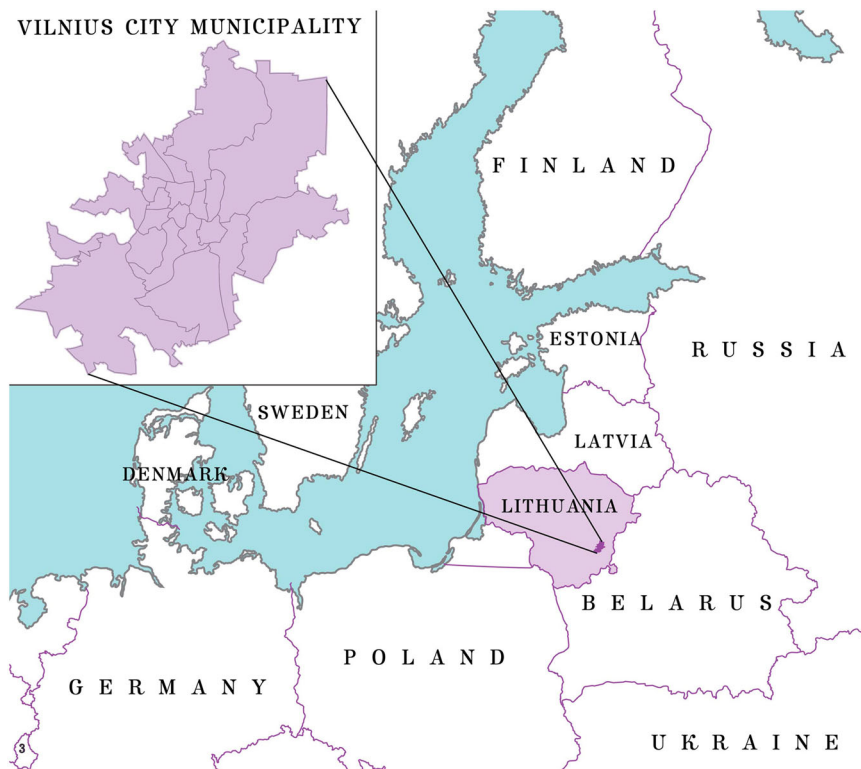 VILNIUS CITY MUNICIPALITY
FINLAND
ESTONIA
RUSSIA
SWEDEN
LATVIA
DENMARK
LITHUANIA
BELARUS
POLAND
GERMANY
UKRAINE
3